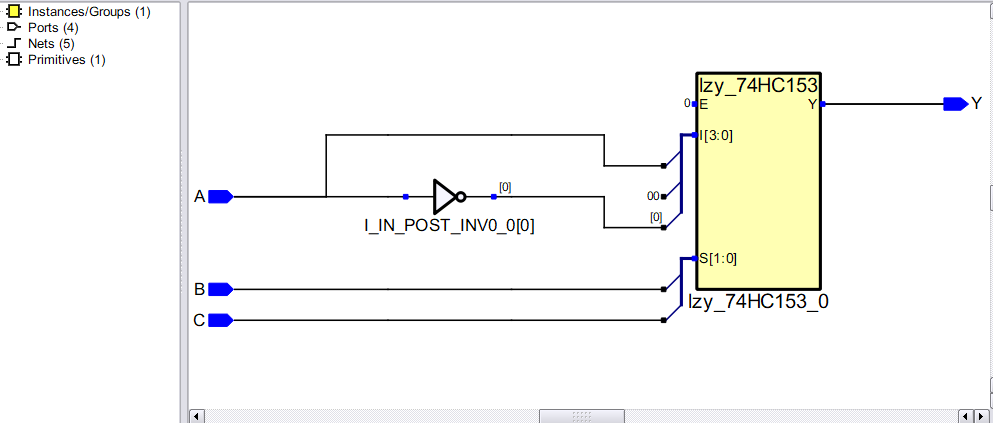 Instances/Groups (1)
Ports (4)
Nets (5)
Primitives (1)
lzy_74HC153
0 E Y Y
I[3:0]
A
[0]
00
[0]
I_IN_POST_INV0_0[0]
S[1:0]
B
lzy_74HC153_0
C